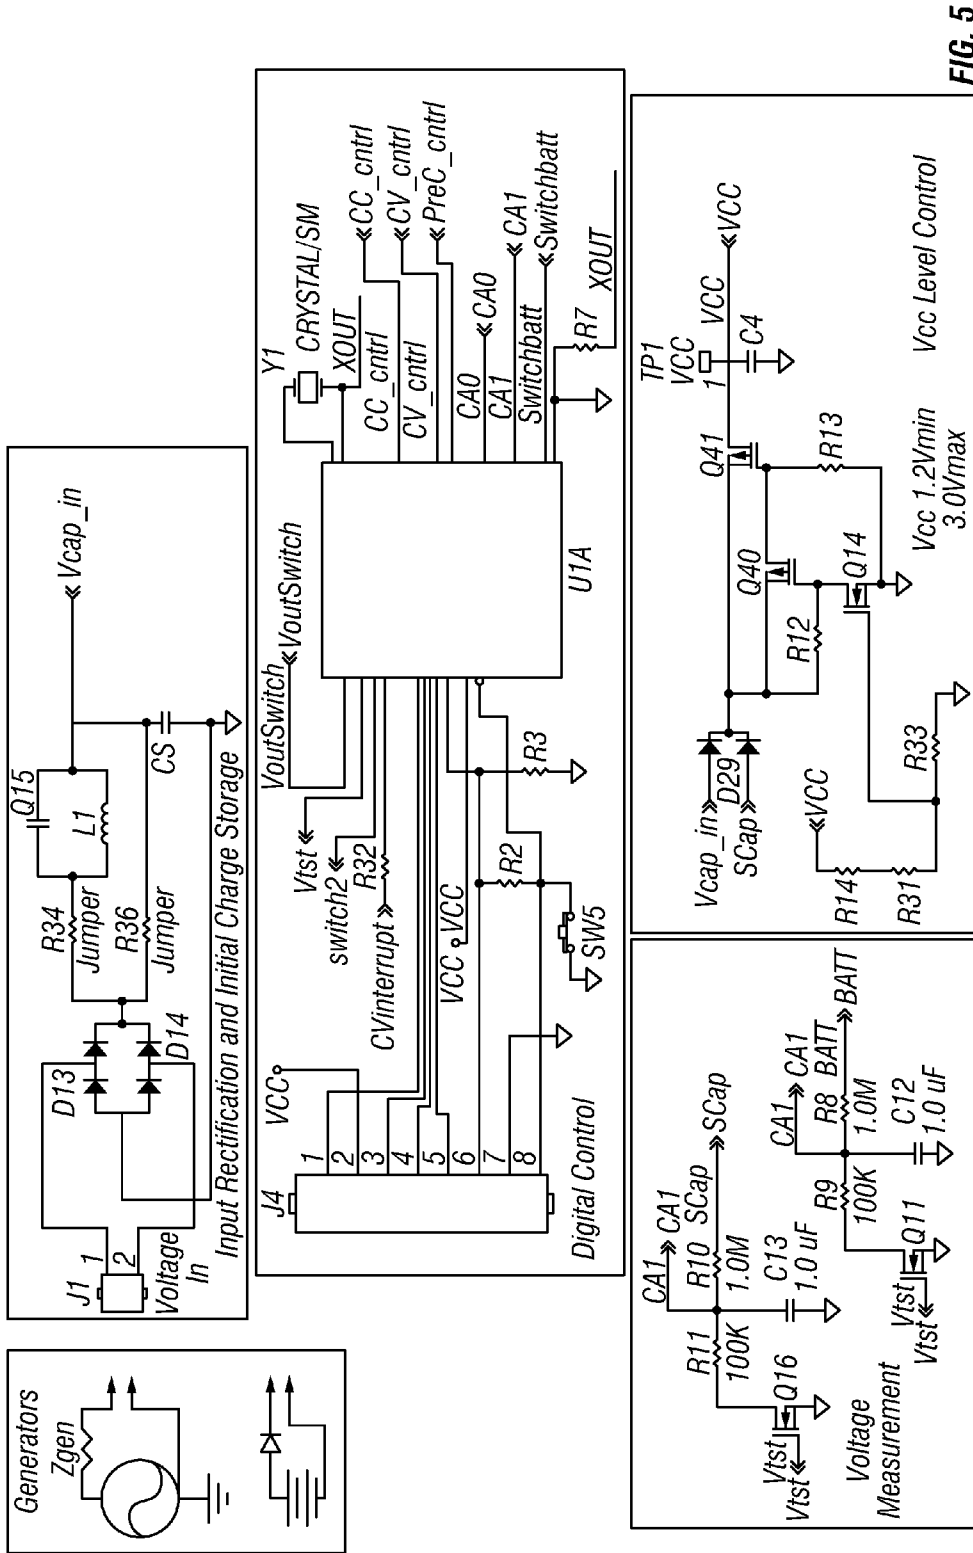 Generators
Zgen
J1
1
2
Voltage
In
D13
D14
R34
Jumper
R36
Jumper
Q15
L1
CS
Vcap_in
Input Rectification and Initial Charge Storage
J4
1
2
3
4
5
6
7
8
VCC
Digital Control
VoutSwitch
VoutSwitch
Vtst
switch2
R32
CVinterrupt
VCC
VCC
R2
R3
SW5
U1A
Y1
CRYSTAL/SM
XOUT
CC_cntrl
CC_cntrl
CV_cntrl
CV_cntrl
PreC_cntrl
CA0
CA0
CA1
CA1
Switchbatt
Switchbatt
R7
XOUT
CA1
CA1
SCap
SCap
R11
100K
R10
1.0M
C13
1.0 uF
Q16
Vtst
Vtst
CA1
CA1
BATT
BATT
R9
100K
R8
1.0M
C12
1.0 uF
Q11
Vtst
Vtst
Voltage
Measurement
Vcap_in
D29
SCap
VCC
R14
R31
R33
R12
Q40
Q14
Q41
R13
TP1
VCC
1
VCC
VCC
C4
Vcc 1.2Vmin
3.0Vmax
Vcc Level Control
FIG. 5